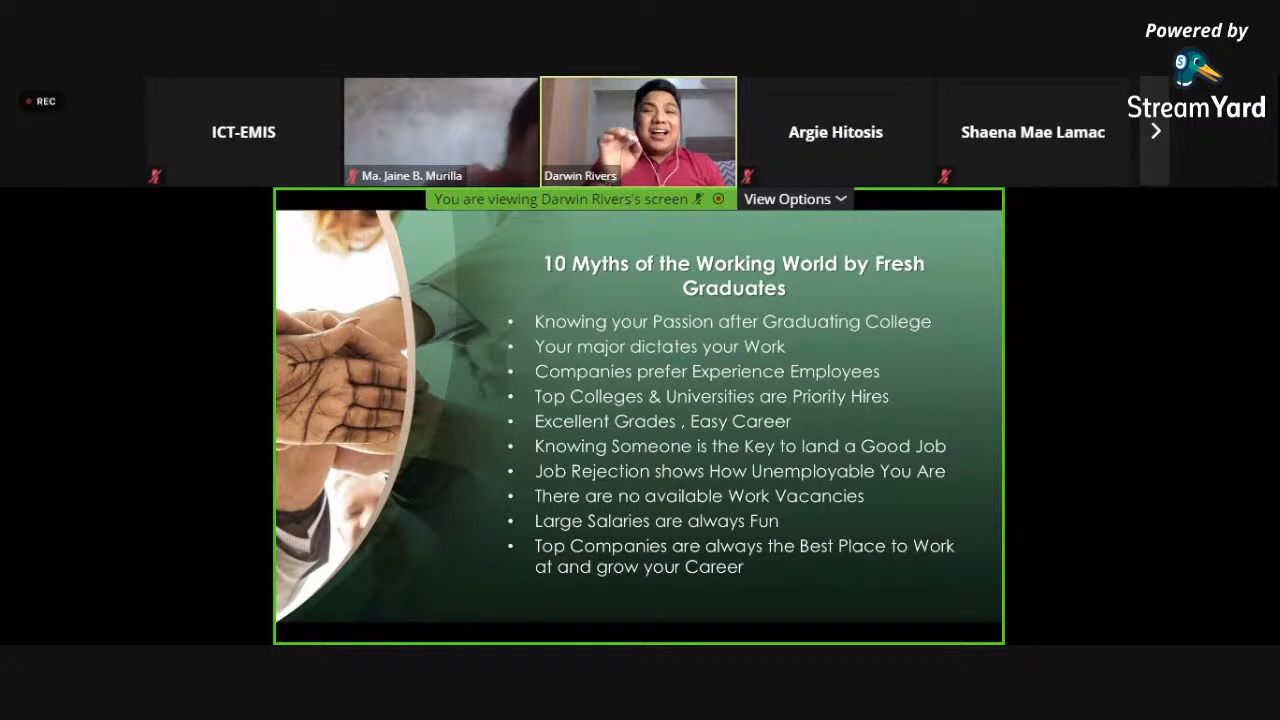 Powered by
StreamYard
REC
ICT-EMIS
Ma. Jaine B. Murilla
Darwin Rivers
Argie Hitosis
Shaena Mae Lamac
You are viewing Darwin Rivers's screen
View Options
10 Myths of the Working World by Fresh
Graduates
• Knowing your Passion after Graduating College
• Your major dictates your Work
• Companies prefer Experience Employees
• Top Colleges & Universities are Priority Hires
• Excellent Grades , Easy Career
• Knowing Someone is the Key to land a Good Job
• Job Rejection shows How Unemployable You Are
• There are no available Work Vacancies
• Large Salaries are always Fun
• Top Companies are always the Best Place to Work
at and grow your Career